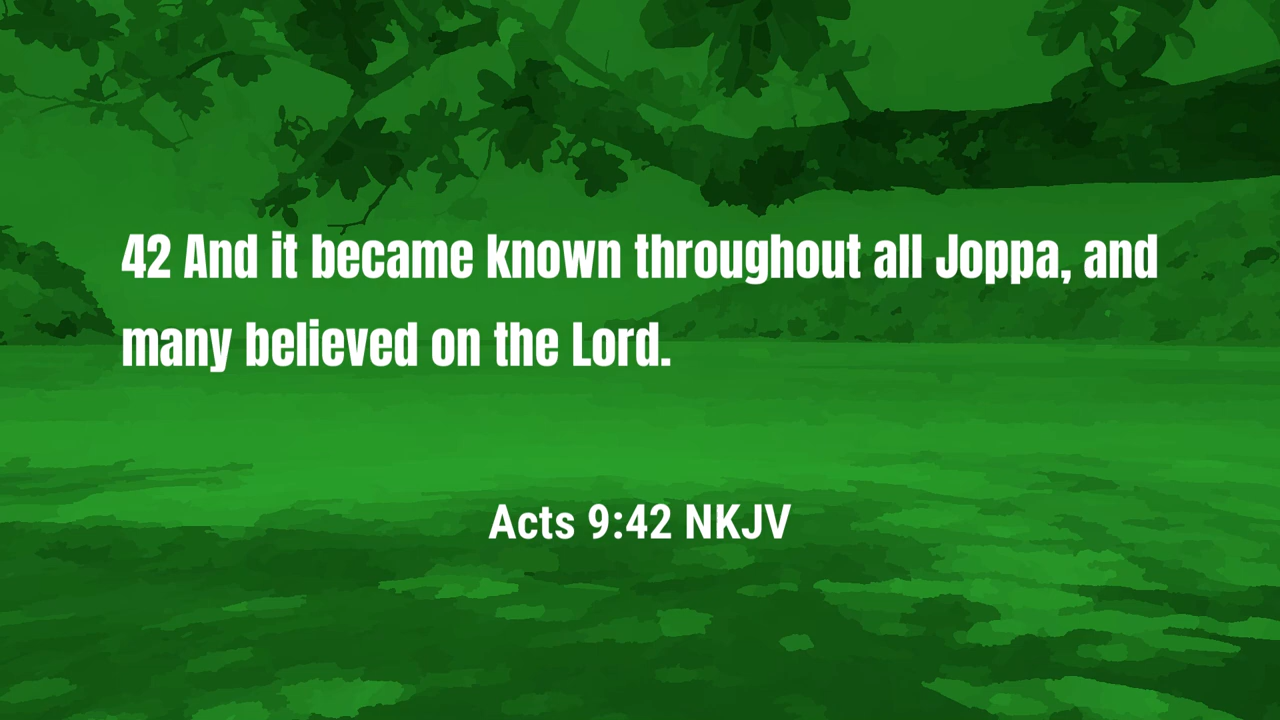 42 And it became known throughout all Joppa, and
many believed on the Lord.
Acts 9:42 NKJV